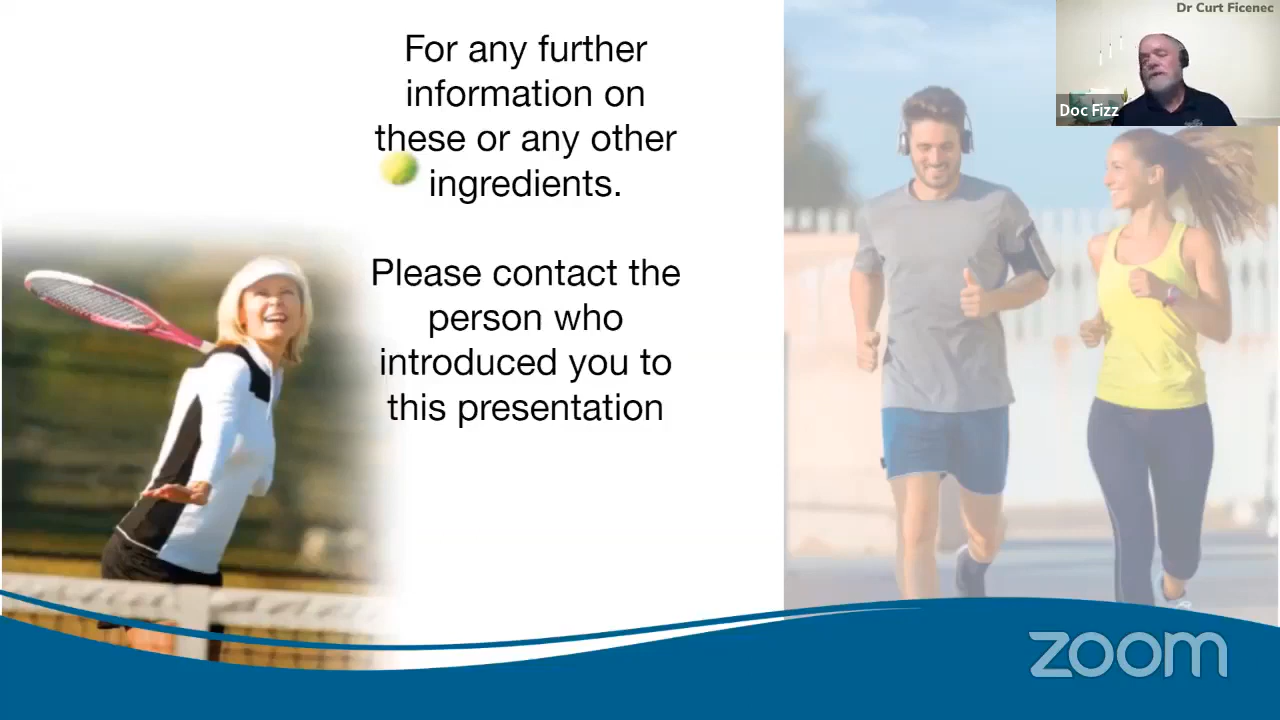 For any further
information on
these or any other
ingredients.
Please contact the
person who
introduced you to
this presentation
Dr Curt Ficenec
Doc Fizz
zoom